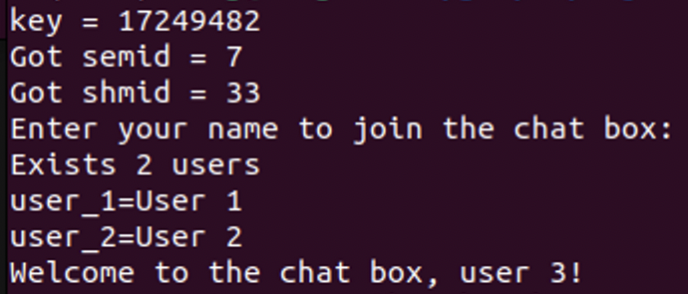 key = 17249482
Got semid = 7
Got shmid = 33
Enter your name to join the chat box:
Exists 2 users
user_1=User 1
user_2=User 2
Welcome to the chat box, user 3!